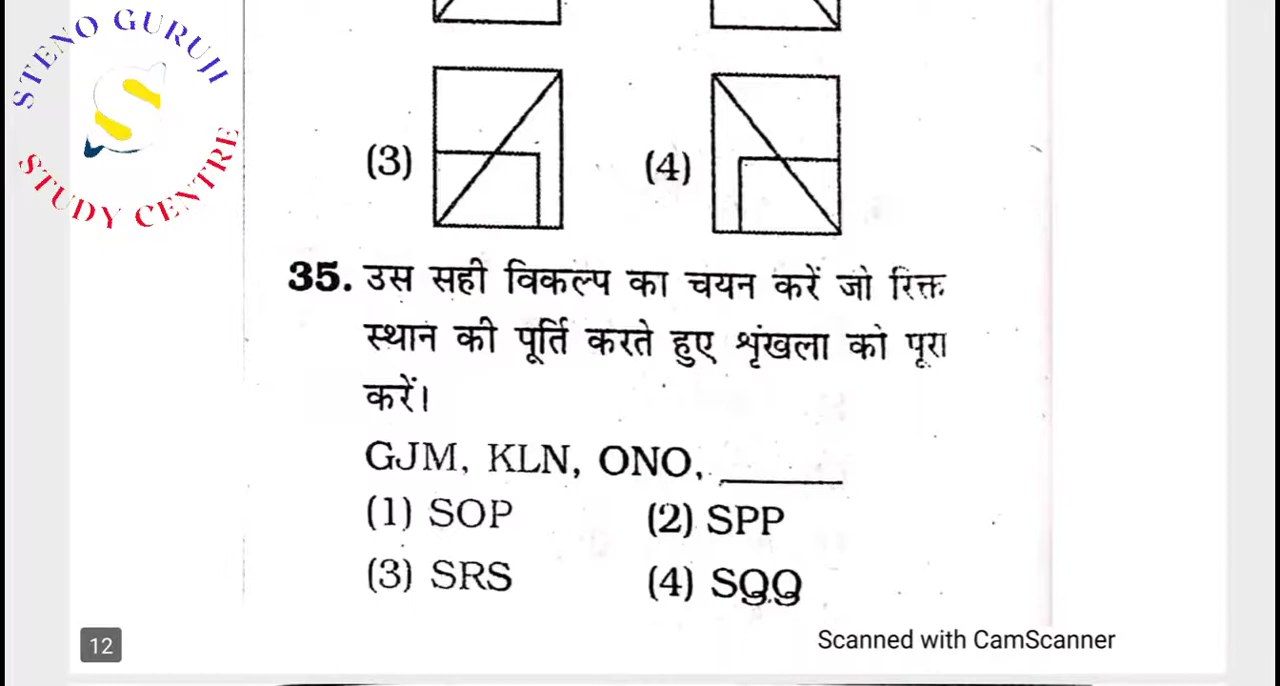 STENO GURUJI
S
STUDY CENTRE
(3)
(4)
35. उस सही विकल्प का चयन करें जो रिक्त
स्थान की पूर्ति करते हुए शृंखला को पूरा
करें।
GJM, KLN, ONO, ______
(1) SOP (2) SPP
(3) SRS (4) SQQ
12
Scanned with CamScanner